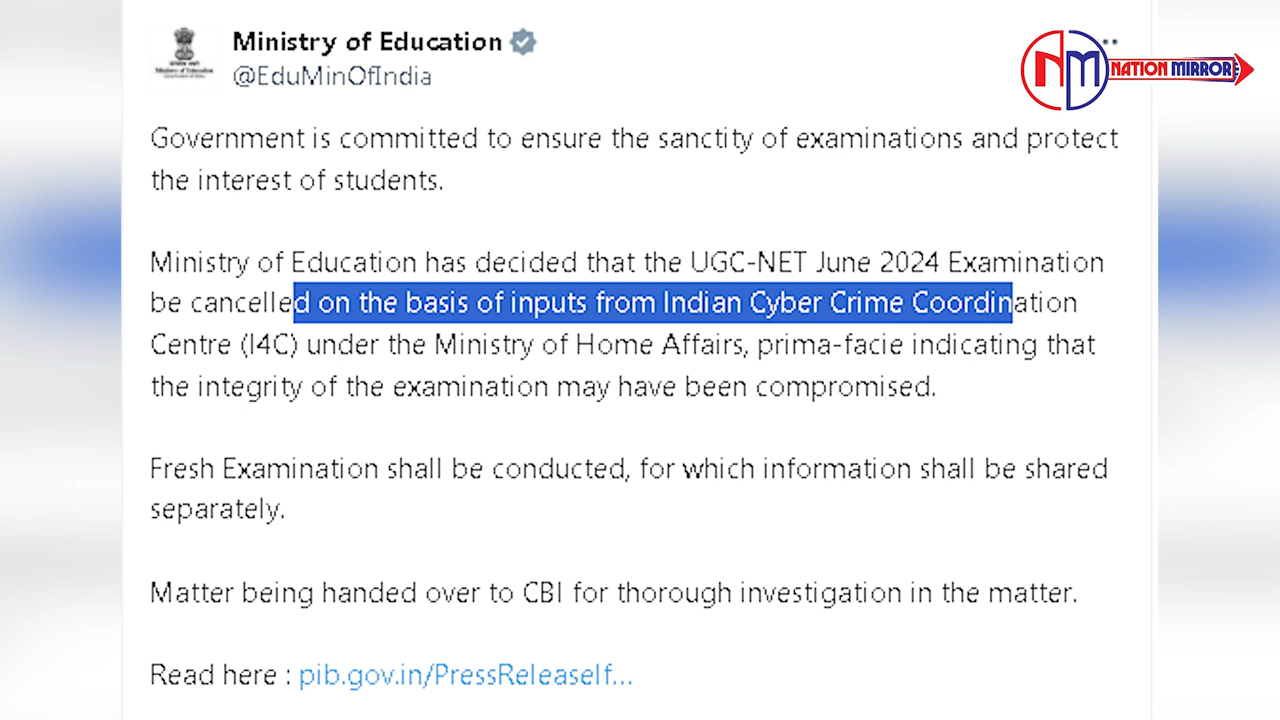 Ministry of Education
@EduMinOfIndia
NM NATION MIRROR
Government is committed to ensure the sanctity of examinations and protect
the interest of students.
Ministry of Education has decided that the UGC-NET June 2024 Examination
be cancelled on the basis of inputs from Indian Cyber Crime Coordination
Centre (I4C) under the Ministry of Home Affairs, prima-facie indicating that
the integrity of the examination may have been compromised.
Fresh Examination shall be conducted, for which information shall be shared
separately.
Matter being handed over to CBI for thorough investigation in the matter.
Read here : pib.gov.in/PressReleaseIf...